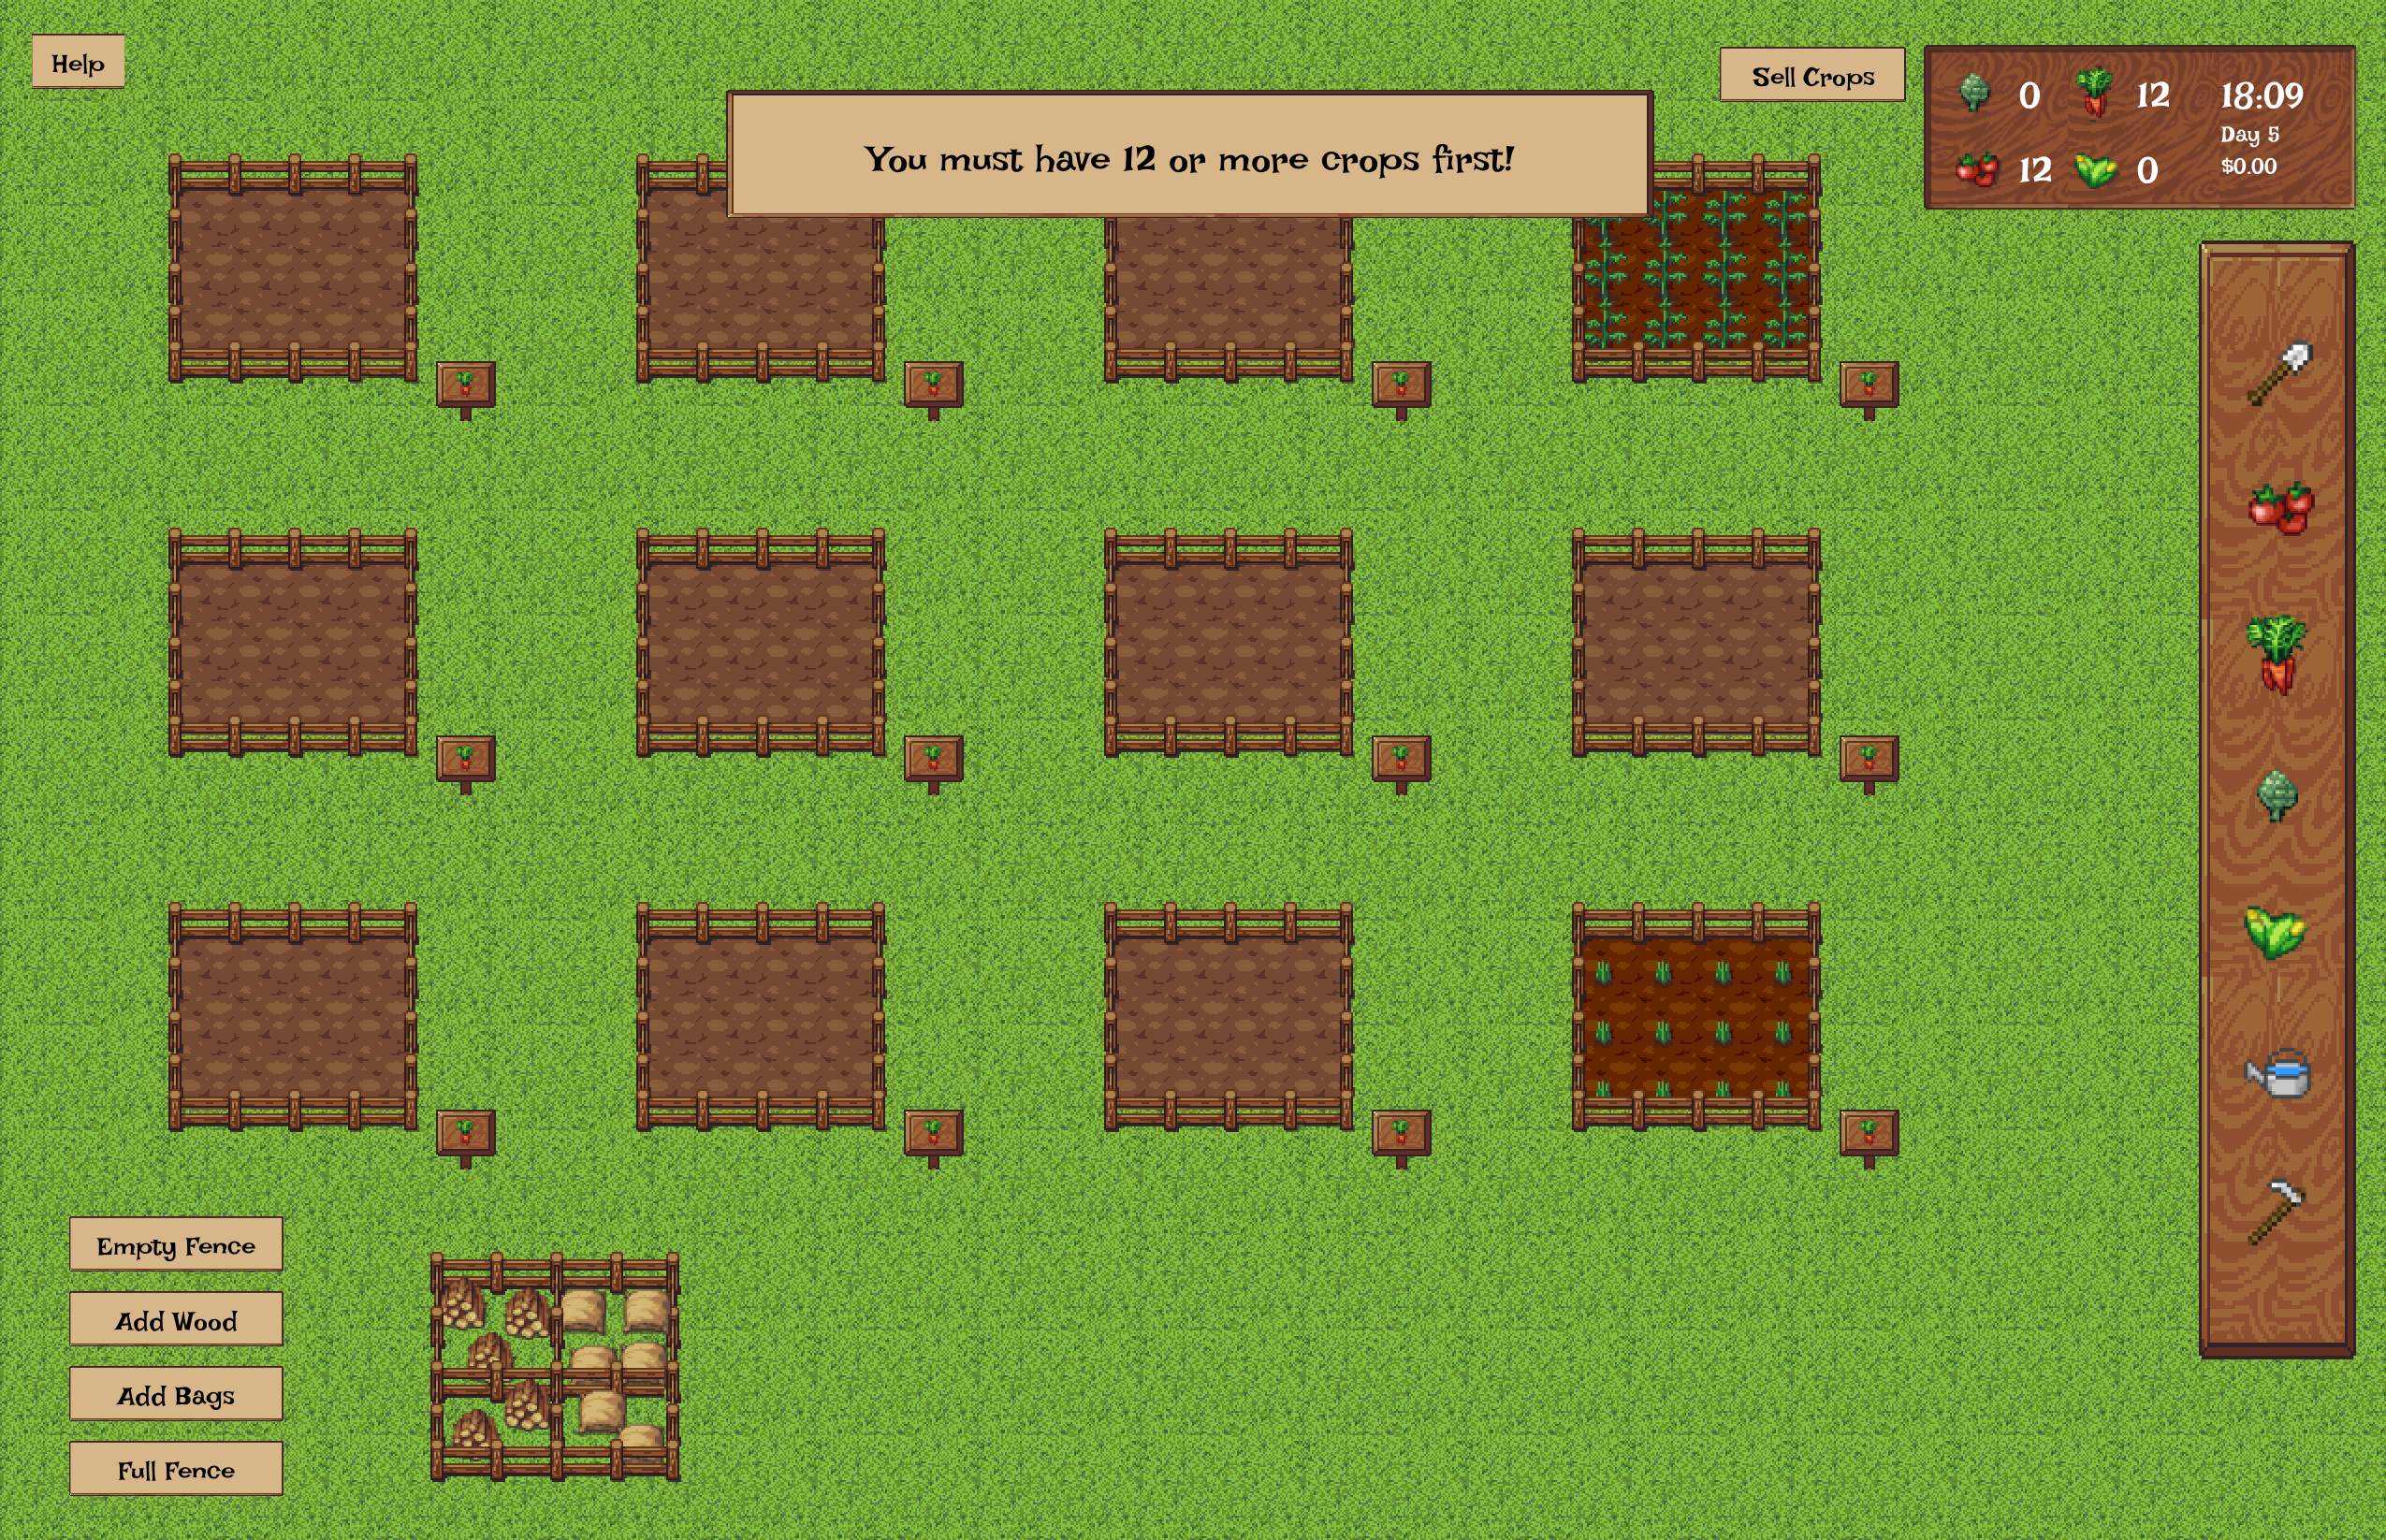 Help
Sell Crops
0 12 18:09
Day 5
12 0 $0.00
You must have 12 or more crops first!
Empty Fence
Add Wood
Add Bags
Full Fence